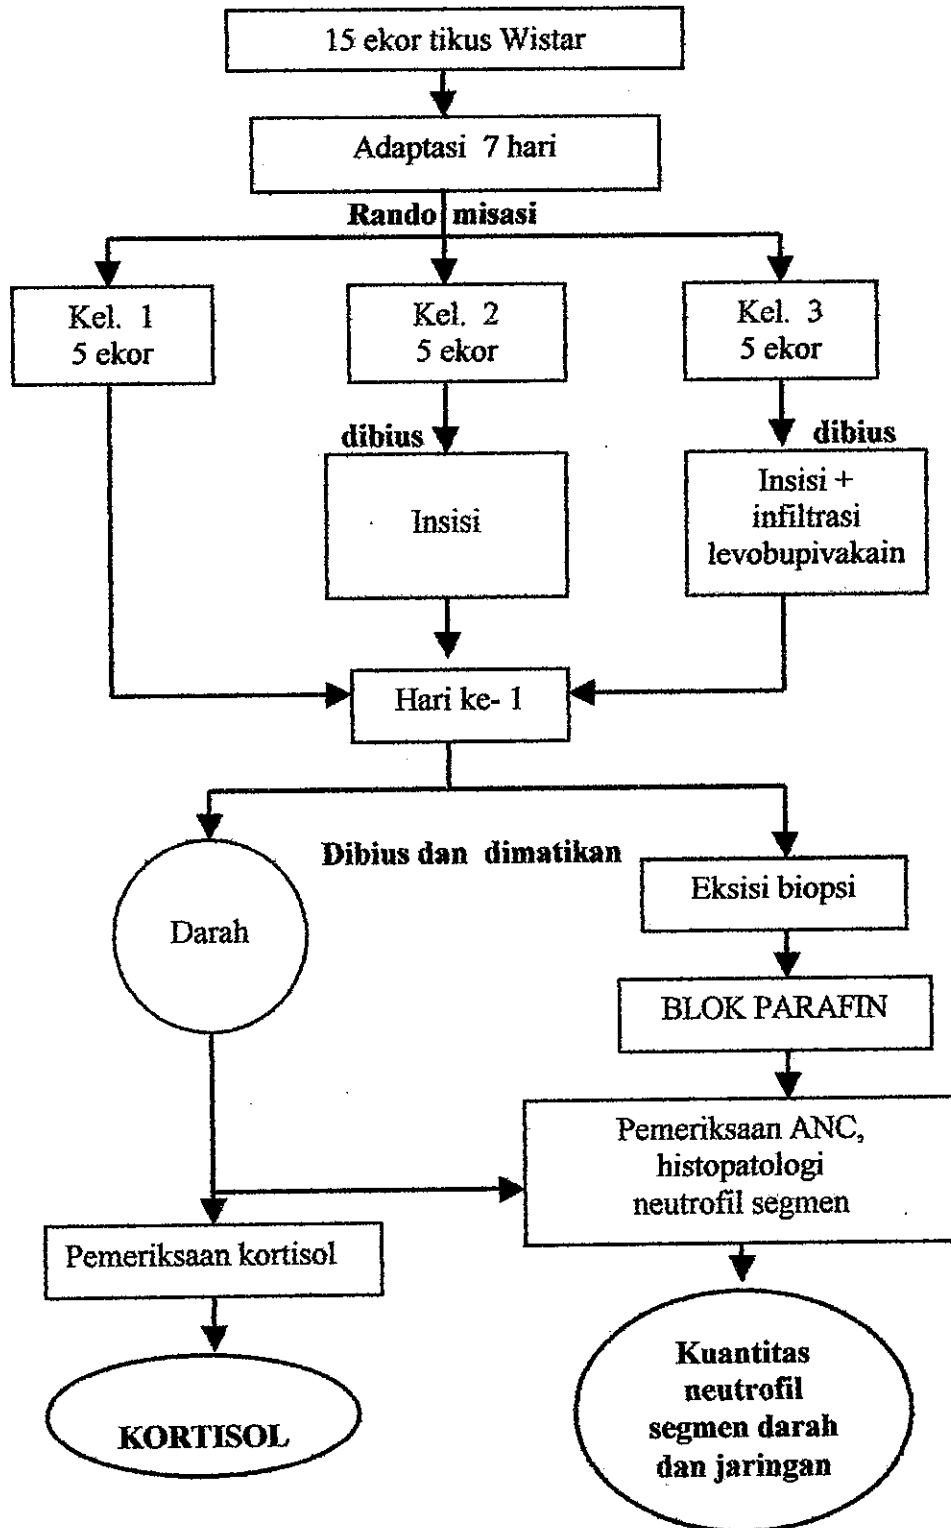 15 ekor tikus Wistar
Adaptasi 7 hari
Rando misasi
Kel. 1
5 ekor
Kel. 2
5 ekor
Kel. 3
5 ekor
dibius
dibius
Insisi
Insisi +
infiltrasi
levobupivakain
Hari ke- 1
Dibius dan dimatikan
Darah
Eksisi biopsi
BLOK PARAFIN
Pemeriksaan ANC,
histopatologi
neutrofil segmen
Pemeriksaan kortisol
KORTISOL
Kuantitas
neutrofil
segmen darah
dan jaringan